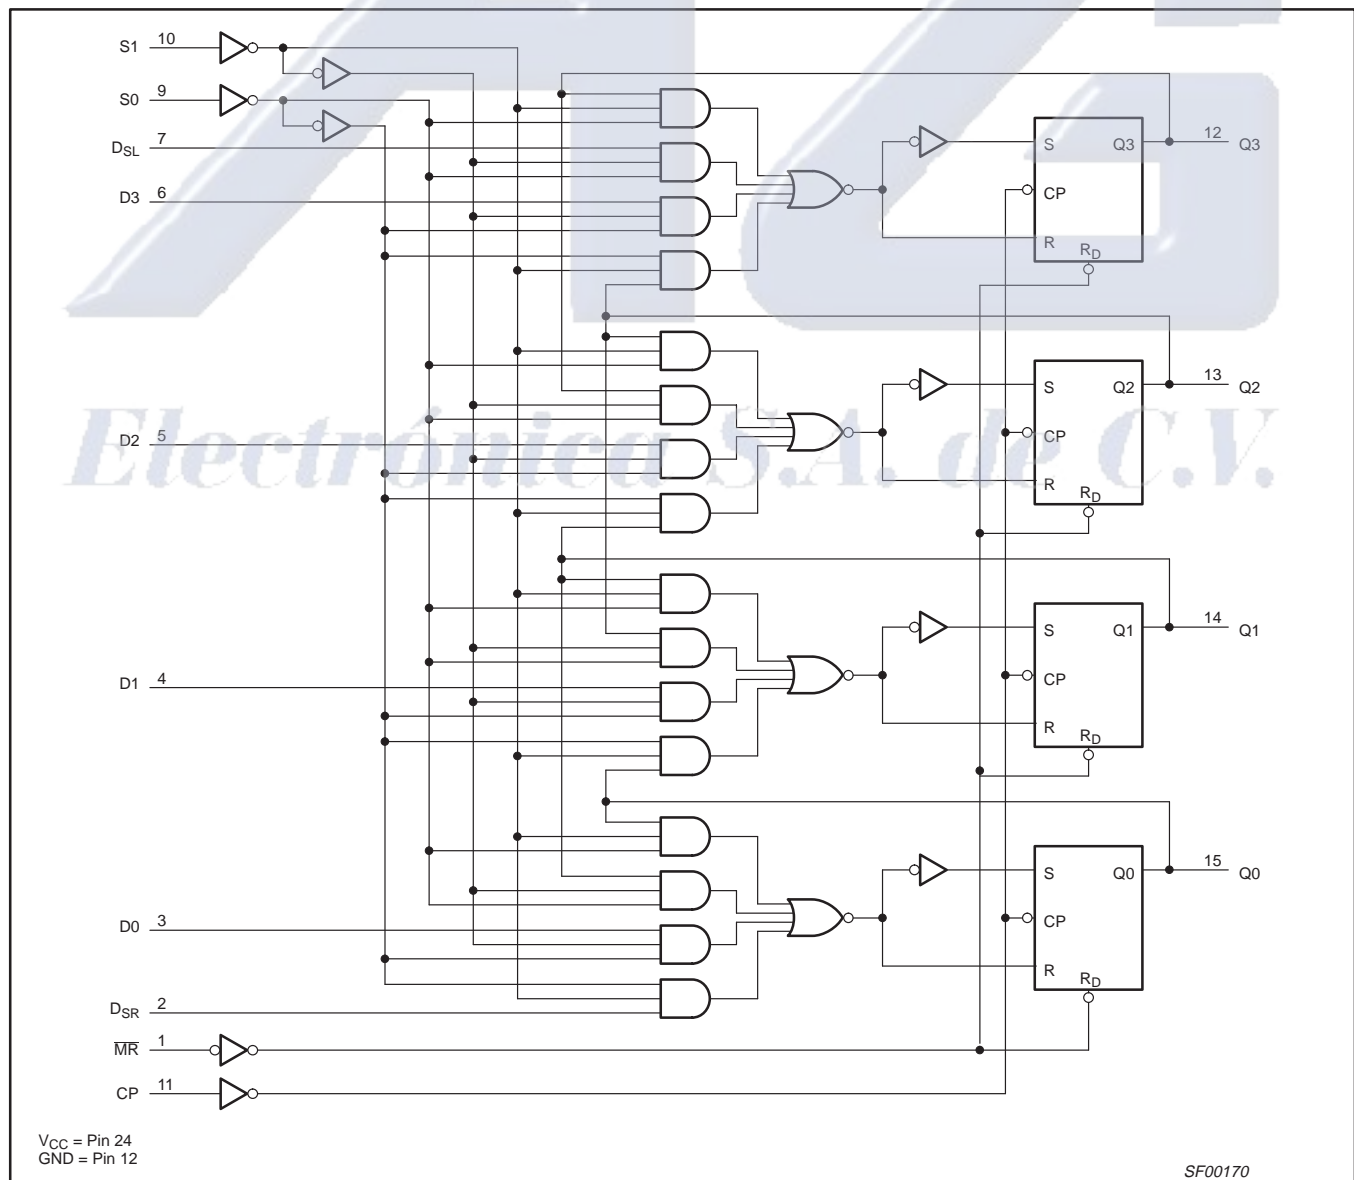 S1 10
S0 9
DSL 7
D3 6
S Q3 12 Q3
CP
R
RD
S Q2 13 Q2
D2 5
CP
R
RD
S Q1 14 Q1
D1 4
CP
R
RD
S Q0 15 Q0
D0 3
CP
R
RD
DSR 2
MR 1
CP 11
VCC = Pin 24
GND = Pin 12
SF00170
AG
Electrónica S.A. de C.V.